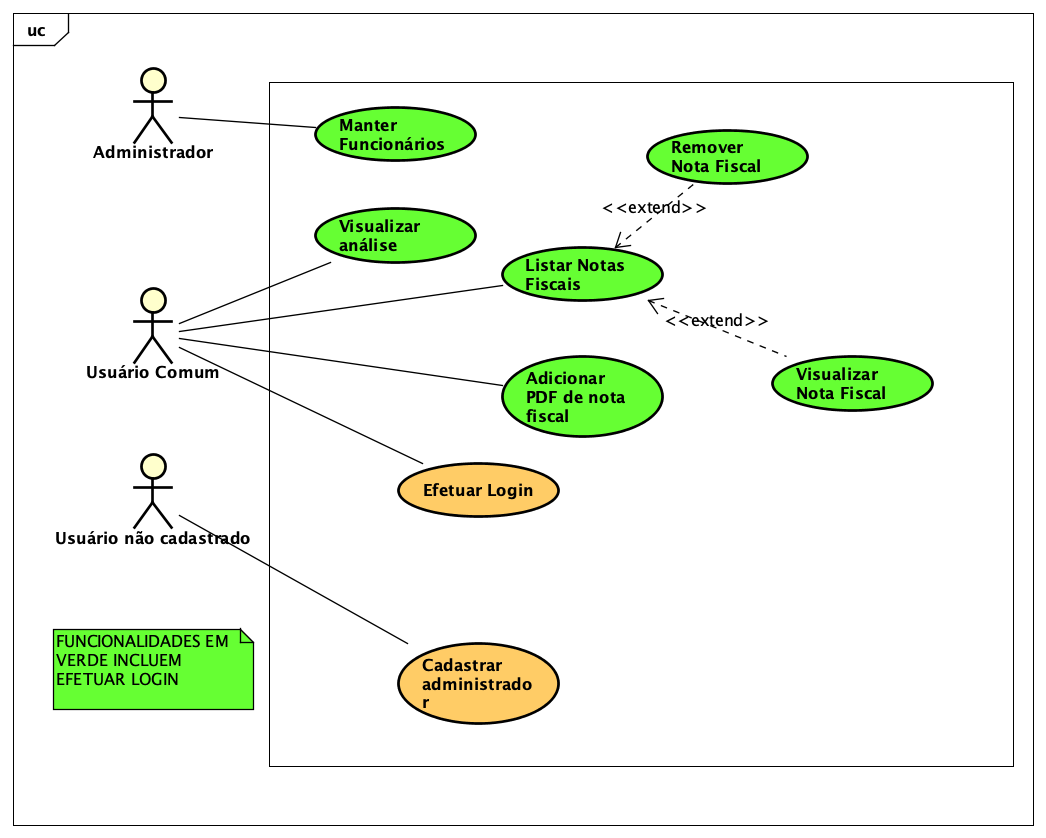 uc
Administrador
Manter
Funcionários
Remover
Nota Fiscal
<<extend>>
Visualizar
análise
Listar Notas
Fiscais
<<extend>>
Usuário Comum
Visualizar
Nota Fiscal
Adicionar
PDF de nota
fiscal
Efetuar Login
Usuário não cadastrado
FUNCIONALIDADES EM
VERDE INCLUEM
EFETUAR LOGIN
Cadastrar
administrado
r